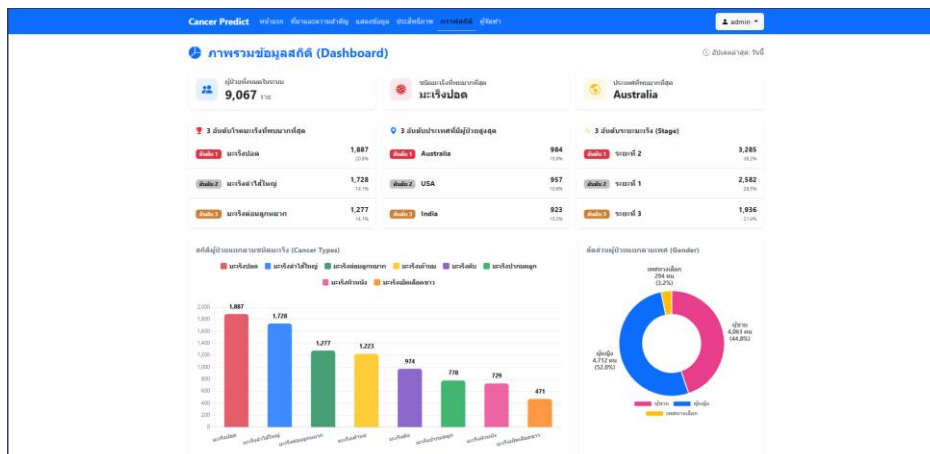 Cancer Predict หน้าแรก ที่มาและความสำคัญ แสดงข้อมูล ประสิทธิภาพ กราฟสถิติ ผู้จัดทำ admin
ภาพรวมข้อมูลสถิติ (Dashboard) อัปเดตล่าสุด: วันนี้
ผู้ป่วยทั้งหมดในระบบ
9,067 ราย
ชนิดมะเร็งที่พบมากที่สุด
มะเร็งปอด
ประเทศที่พบมากที่สุด
Australia
3 อันดับโรคมะเร็งที่พบมากที่สุด
อันดับ 1 มะเร็งปอด 1,887
20.8%
อันดับ 2 มะเร็งลำไส้ใหญ่ 1,728
19.1%
อันดับ 3 มะเร็งต่อมลูกหมาก 1,277
14.1%
3 อันดับประเทศที่มีผู้ป่วยสูงสุด
อันดับ 1 Australia 984
อันดับ 2 USA 957
อันดับ 3 India 923
3 อันดับระยะมะเร็ง (Stage)
อันดับ 1 ระยะที่ 2 3,285
36.2%
อันดับ 2 ระยะที่ 1 2,582
28.5%
อันดับ 3 ระยะที่ 3 1,936
21.4%
สถิติผู้ป่วยแยกตามชนิดมะเร็ง (Cancer Types)
มะเร็งปอด มะเร็งลำไส้ใหญ่ มะเร็งต่อมลูกหมาก มะเร็งเต้านม มะเร็งตับ มะเร็งปากมดลูก
มะเร็งผิวหนัง มะเร็งเม็ดเลือดขาว
2,000
1,800
1,600
1,400
1,200
1,000
800
600
400
200
0
1,887
1,728
1,277
1,223
974
778
729
471
มะเร็งปอด
มะเร็งลำไส้ใหญ่
มะเร็งต่อมลูกหมาก
มะเร็งเต้านม
มะเร็งตับ
มะเร็งปากมดลูก
มะเร็งผิวหนัง
มะเร็งเม็ดเลือดขาว
สัดส่วนผู้ป่วยแยกตามเพศ (Gender)
เพศทางเลือก
294 คน
(3.2%)
ผู้ชาย
4,061 คน
(44.8%)
ผู้หญิง
4,712 คน
(52.0%)
ผู้ชาย ผู้หญิง
เพศทางเลือก